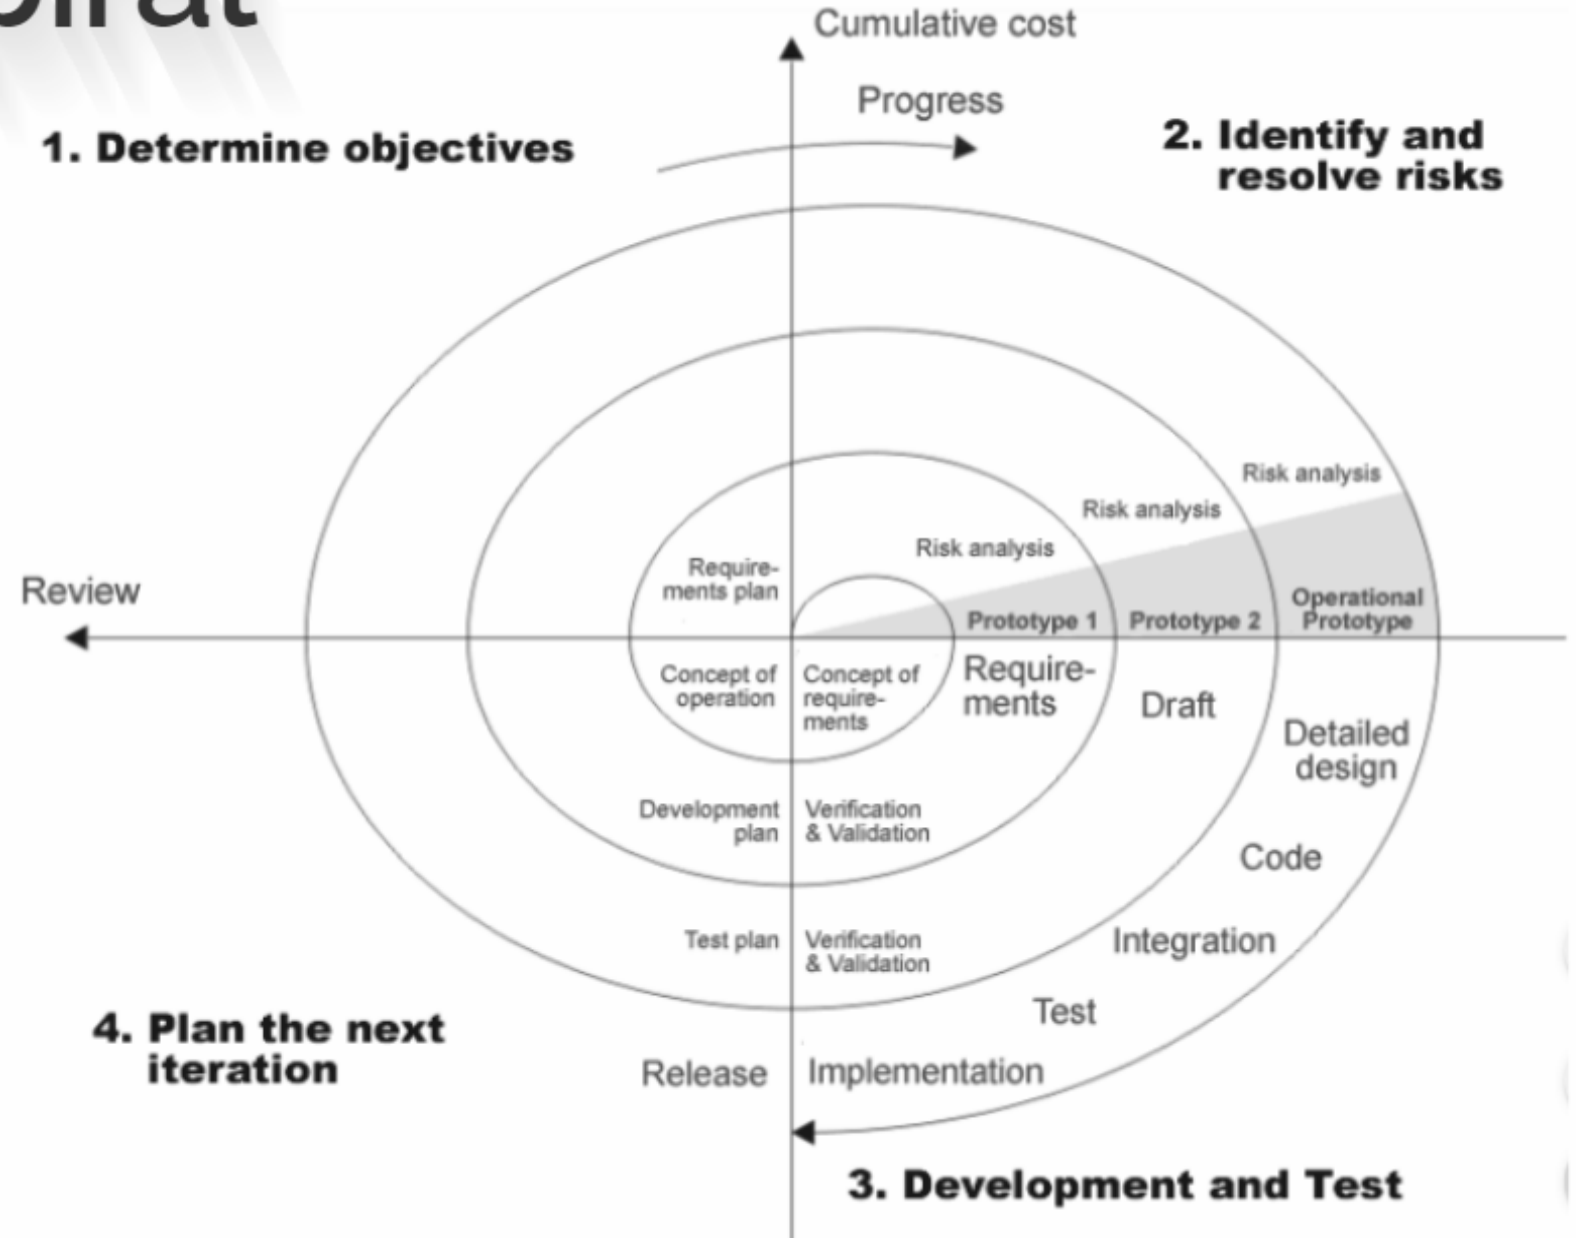 Cumulative cost
Progress
1. Determine objectives
2. Identify and
resolve risks
Risk analysis
Risk analysis
Risk analysis
Require-
ments plan
Review
Operational
Prototype
Prototype 1
Prototype 2
Concept of
operation
Concept of
require-
ments
Require-
ments
Draft
Detailed
design
Development
plan
Verification
& Validation
Code
Test plan
Verification
& Validation
Integration
Test
4. Plan the next
iteration
Release
Implementation
3. Development and Test